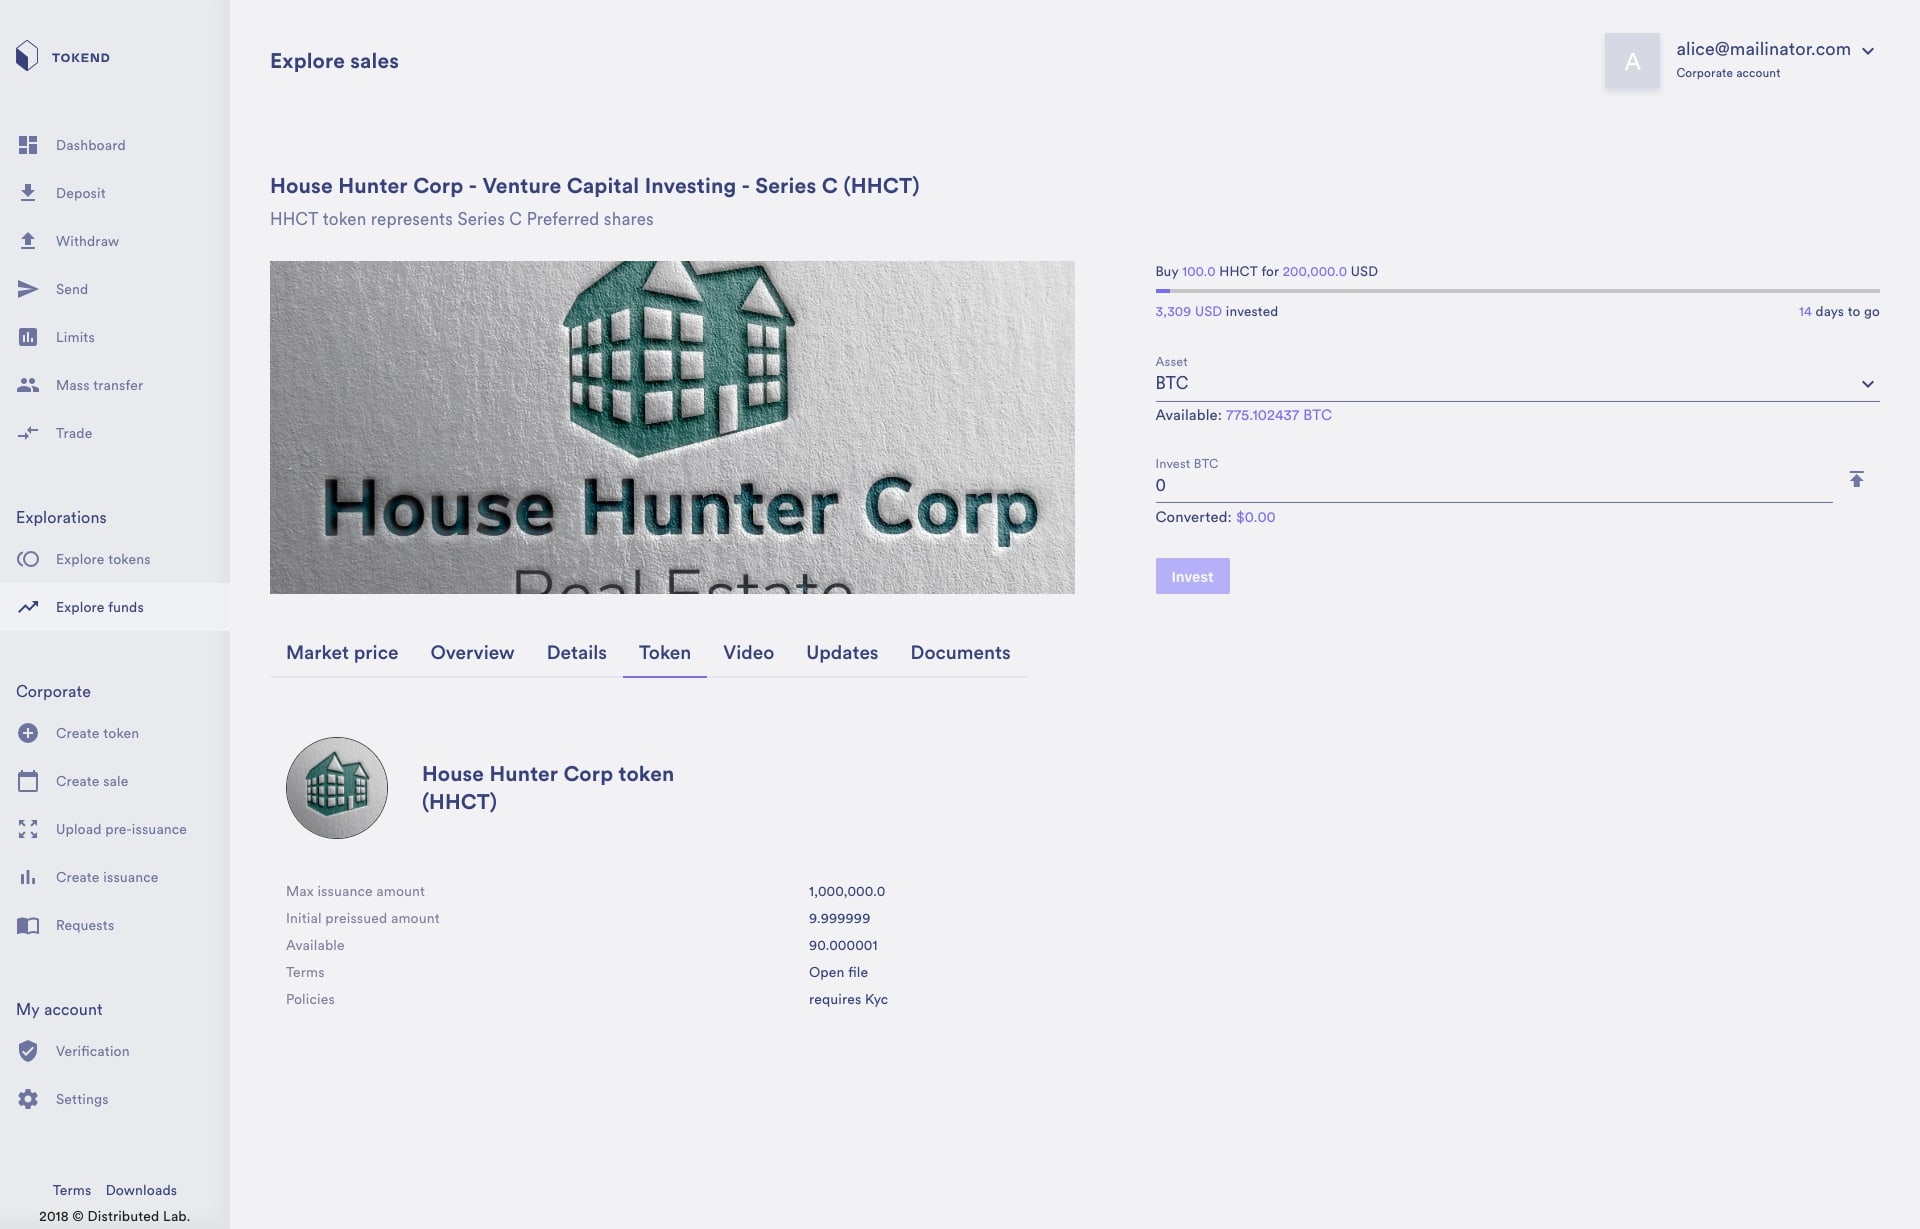 TOKEND
Dashboard
Deposit
Withdraw
Send
Limits
Mass transfer
Trade
Explorations
Explore tokens
Explore funds
Corporate
Create token
Create sale
Upload pre-issuance
Create issuance
Requests
My account
Verification
Settings
Terms Downloads
2018 © Distributed Lab.
Explore sales
A
alice@mailinator.com
Corporate account
House Hunter Corp - Venture Capital Investing - Series C (HHCT)
HHCT token represents Series C Preferred shares
House Hunter Corp
Real Estate
Buy 100.0 HHCT for 200,000.0 USD
3,309 USD invested
14 days to go
Asset
BTC
Available: 775.102437 BTC
Invest BTC
0
Converted: $0.00
Invest
Market price Overview Details Token Video Updates Documents
House Hunter Corp token
(HHCT)
Max issuance amount 1,000,000.0
Initial preissued amount 9.999999
Available 90.000001
Terms Open file
Policies requires Kyc